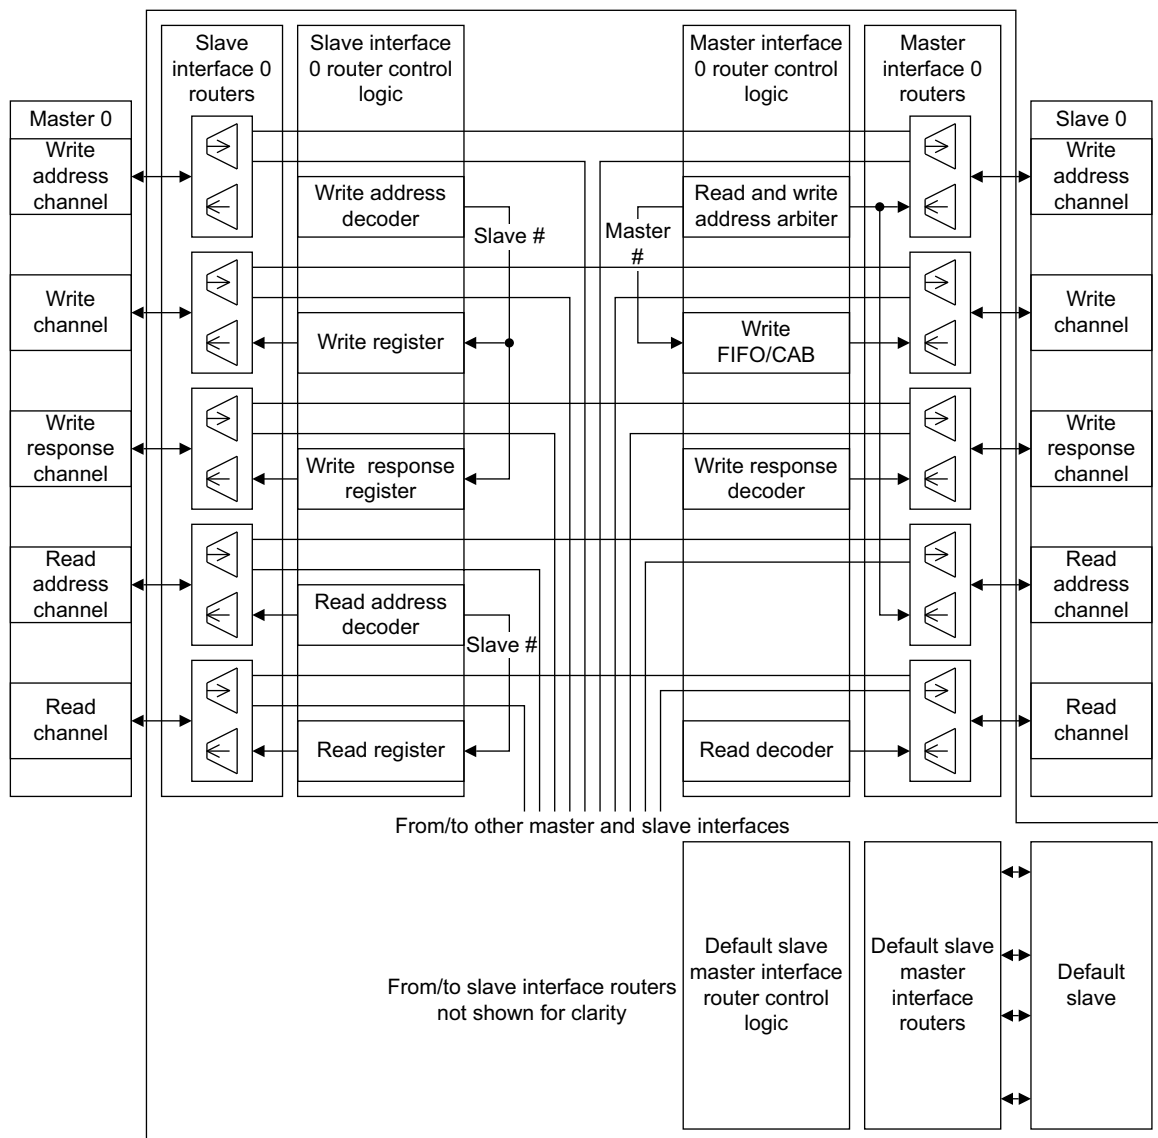 Slave
interface 0
routers
Slave interface
0 router control
logic
Master interface
0 router control
logic
Master
interface 0
routers
Master 0
Write
address
channel
Write
channel
Write
response
channel
Read
address
channel
Read
channel
Write address
decoder
Slave #
Write register
Write response
register
Read address
decoder
Slave #
Read register
Read and write
address arbiter
Master
#
Write
FIFO/CAB
Write response
decoder
Read decoder
Slave 0
Write
address
channel
Write
channel
Write
response
channel
Read
address
channel
Read
channel
From/to other master and slave interfaces
From/to slave interface routers
not shown for clarity
Default slave
master interface
router control
logic
Default slave
master
interface
routers
Default
slave